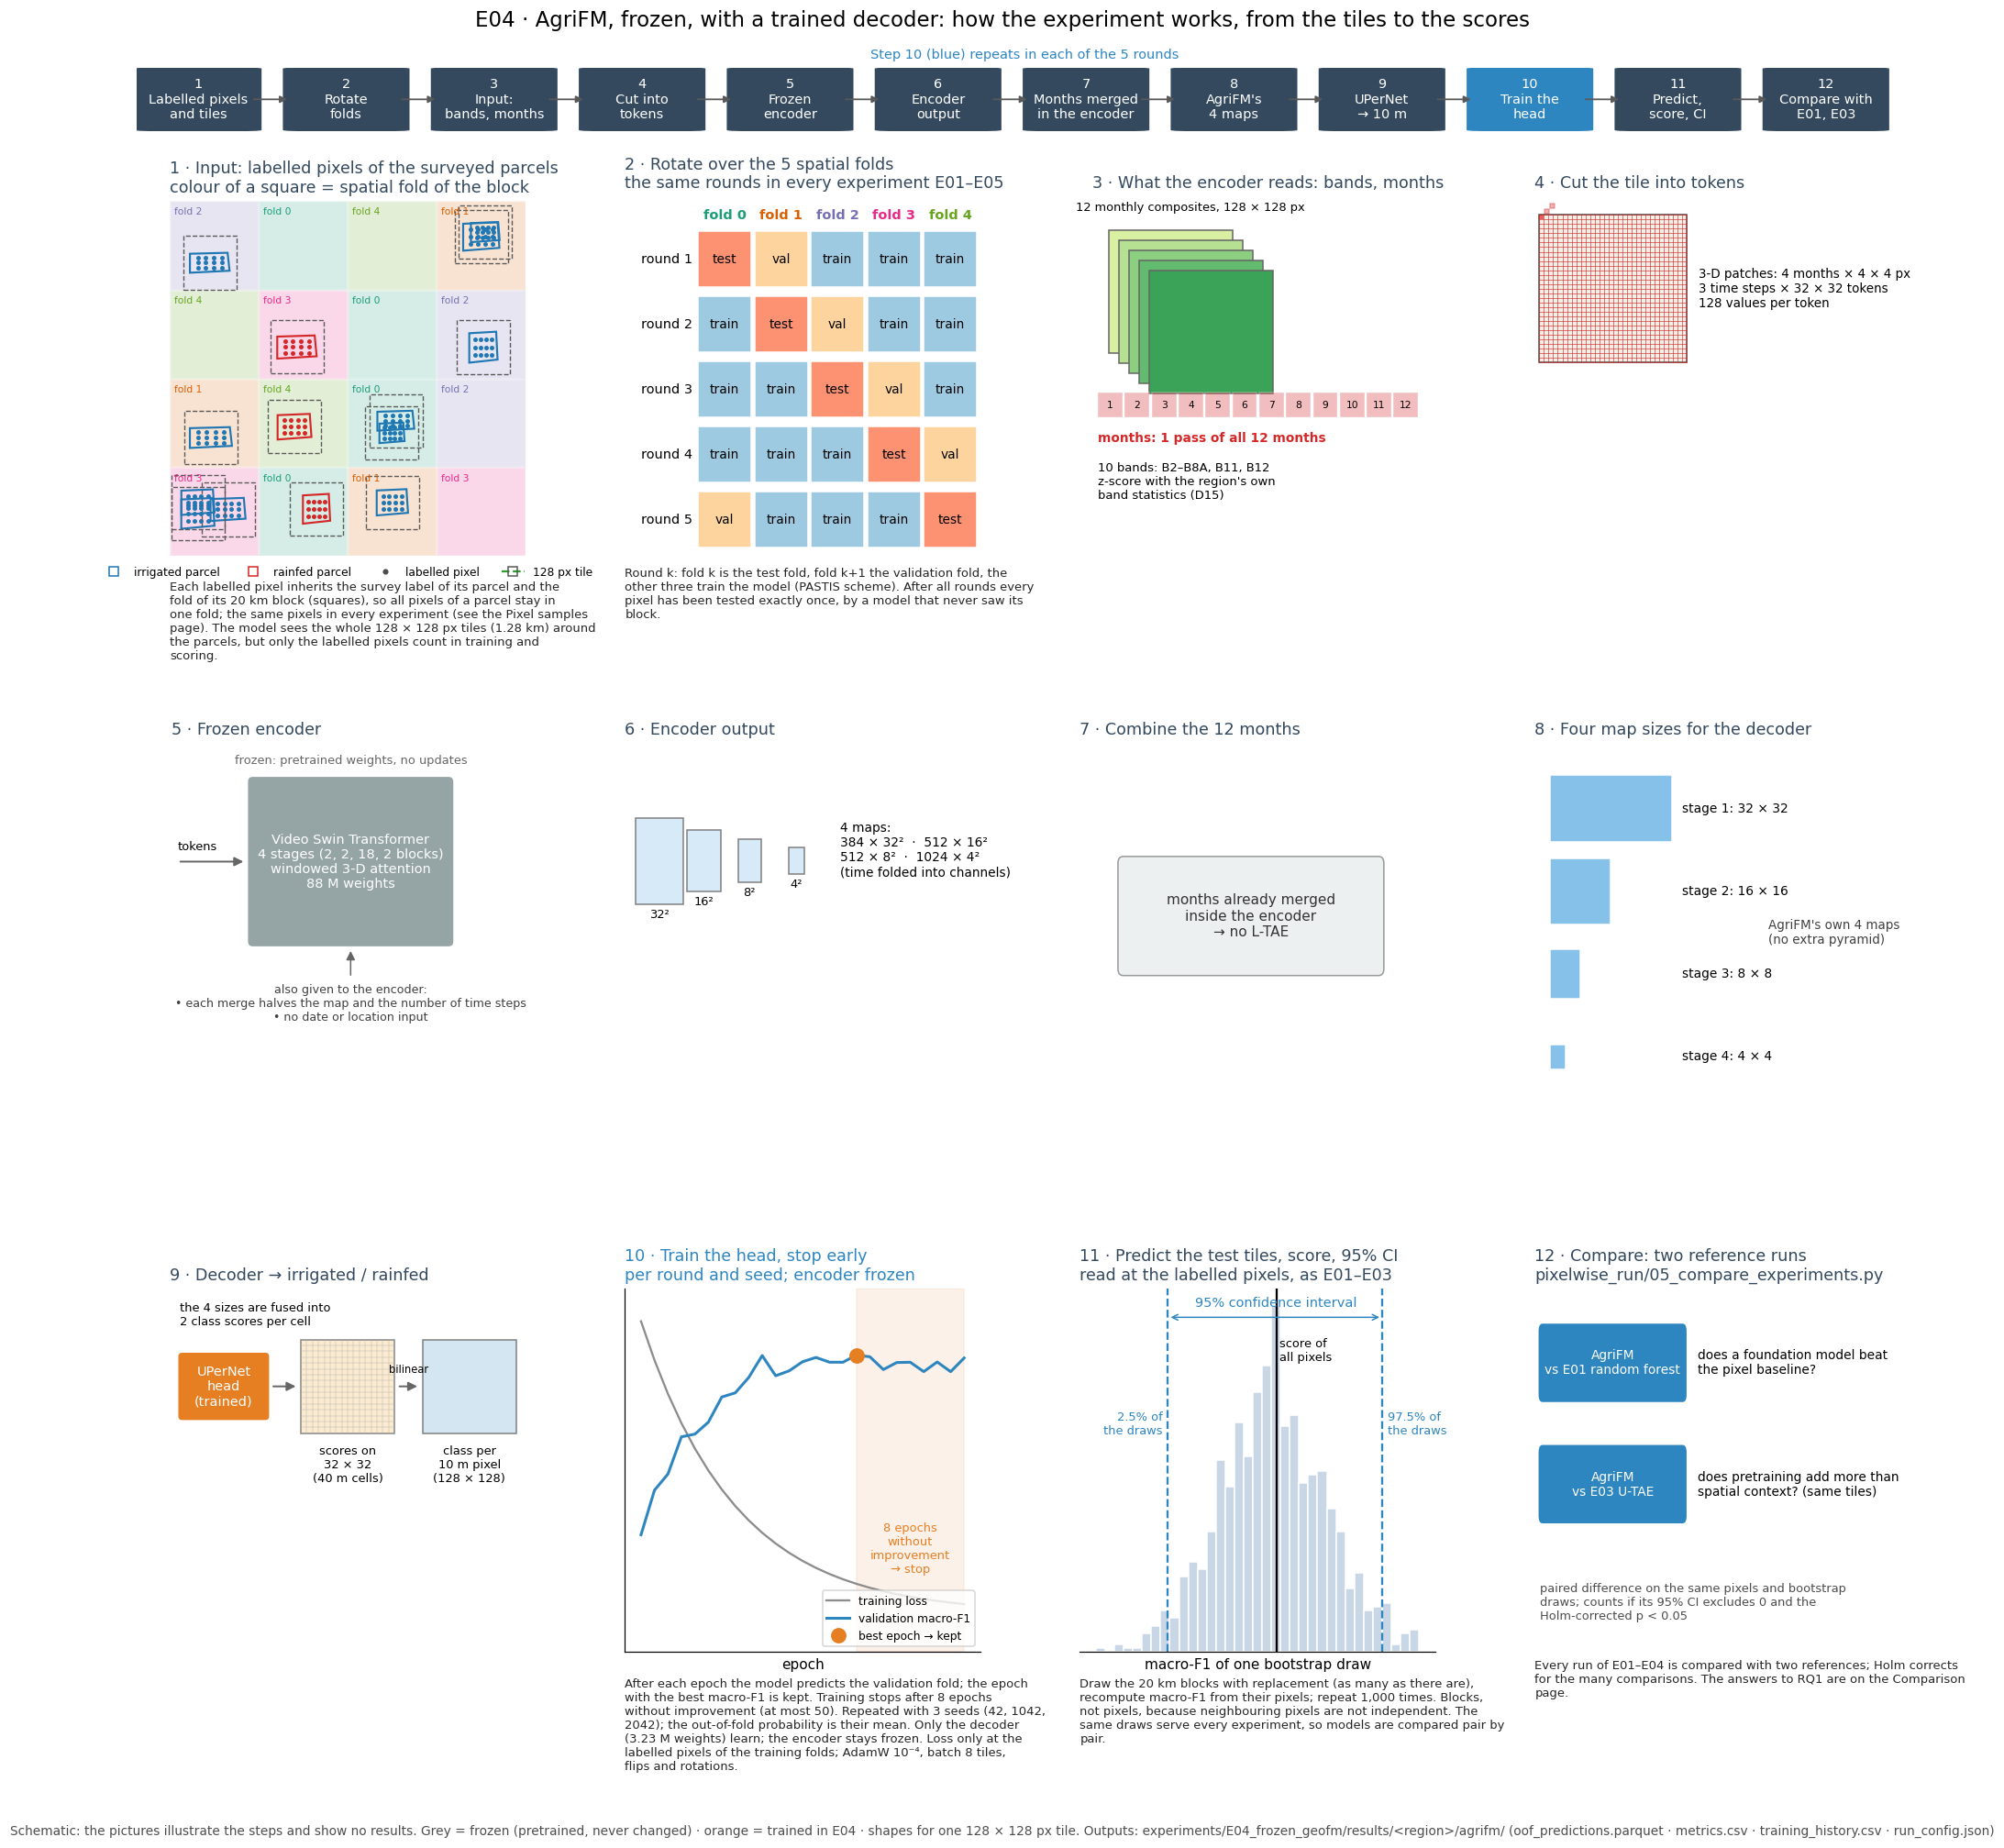 E04 · AgriFM, frozen, with a trained decoder: how the experiment works, from the tiles to the scores
Step 10 (blue) repeats in each of the 5 rounds
1
Labelled pixels
and tiles
2
Rotate
folds
3
Input:
bands, months
4
Cut into
tokens
5
Frozen
encoder
6
Encoder
output
7
Months merged
in the encoder
8
AgriFM's
4 maps
9
UPerNet
→ 10 m
10
Train the
head
11
Predict,
score, CI
12
Compare with
E01, E03
1 · Input: labelled pixels of the surveyed parcels
colour of a square = spatial fold of the block
fold 2
fold 0
fold 4
fold 1
fold 4
fold 3
fold 0
fold 2
fold 1
fold 4
fold 0
fold 2
fold 3
fold 0
fold 1
fold 3
irrigated parcel
rainfed parcel
labelled pixel
128 px tile
Each labelled pixel inherits the survey label of its parcel and the
fold of its 20 km block (squares), so all pixels of a parcel stay in
one fold; the same pixels in every experiment (see the Pixel samples
page). The model sees the whole 128 × 128 px tiles (1.28 km) around
the parcels, but only the labelled pixels count in training and
scoring.
2 · Rotate over the 5 spatial folds
the same rounds in every experiment E01–E05
fold 0 fold 1 fold 2 fold 3 fold 4
round 1 test val train train train
round 2 train test val train train
round 3 train train test val train
round 4 train train train test val
round 5 val train train train test
Round k: fold k is the test fold, fold k+1 the validation fold, the
other three train the model (PASTIS scheme). After all rounds every
pixel has been tested exactly once, by a model that never saw its
block.
3 · What the encoder reads: bands, months
12 monthly composites, 128 × 128 px
1 2 3 4 5 6 7 8 9 10 11 12
months: 1 pass of all 12 months
10 bands: B2–B8A, B11, B12
z-score with the region's own
band statistics (D15)
4 · Cut the tile into tokens
3-D patches: 4 months × 4 × 4 px
3 time steps × 32 × 32 tokens
128 values per token
5 · Frozen encoder
frozen: pretrained weights, no updates
tokens
Video Swin Transformer
4 stages (2, 2, 18, 2 blocks)
windowed 3-D attention
88 M weights
also given to the encoder:
• each merge halves the map and the number of time steps
• no date or location input
6 · Encoder output
32²
16²
8²
4²
4 maps:
384 × 32² · 512 × 16²
512 × 8² · 1024 × 4²
(time folded into channels)
7 · Combine the 12 months
months already merged
inside the encoder
→ no L-TAE
8 · Four map sizes for the decoder
stage 1: 32 × 32
stage 2: 16 × 16
AgriFM's own 4 maps
(no extra pyramid)
stage 3: 8 × 8
stage 4: 4 × 4
9 · Decoder → irrigated / rainfed
the 4 sizes are fused into
2 class scores per cell
UPerNet
head
(trained)
bilinear
scores on
32 × 32
(40 m cells)
class per
10 m pixel
(128 × 128)
10 · Train the head, stop early
per round and seed; encoder frozen
8 epochs
without
improvement
→ stop
training loss
validation macro-F1
best epoch → kept
epoch
After each epoch the model predicts the validation fold; the epoch
with the best macro-F1 is kept. Training stops after 8 epochs
without improvement (at most 50). Repeated with 3 seeds (42, 1042,
2042); the out-of-fold probability is their mean. Only the decoder
(3.23 M weights) learn; the encoder stays frozen. Loss only at the
labelled pixels of the training folds; AdamW 10⁻⁴, batch 8 tiles,
flips and rotations.
11 · Predict the test tiles, score, 95% CI
read at the labelled pixels, as E01–E03
95% confidence interval
score of
all pixels
2.5% of
the draws
97.5% of
the draws
macro-F1 of one bootstrap draw
Draw the 20 km blocks with replacement (as many as there are),
recompute macro-F1 from their pixels; repeat 1,000 times. Blocks,
not pixels, because neighbouring pixels are not independent. The
same draws serve every experiment, so models are compared pair by
pair.
12 · Compare: two reference runs
pixelwise_run/05_compare_experiments.py
AgriFM
vs E01 random forest
does a foundation model beat
the pixel baseline?
AgriFM
vs E03 U-TAE
does pretraining add more than
spatial context? (same tiles)
paired difference on the same pixels and bootstrap
draws; counts if its 95% CI excludes 0 and the
Holm-corrected p < 0.05
Every run of E01–E04 is compared with two references; Holm corrects
for the many comparisons. The answers to RQ1 are on the Comparison
page.
Schematic: the pictures illustrate the steps and show no results. Grey = frozen (pretrained, never changed) · orange = trained in E04 · shapes for one 128 × 128 px tile. Outputs: experiments/E04_frozen_geofm/results/<region>/agrifm/ (oof_predictions.parquet · metrics.csv · training_history.csv · run_config.json)